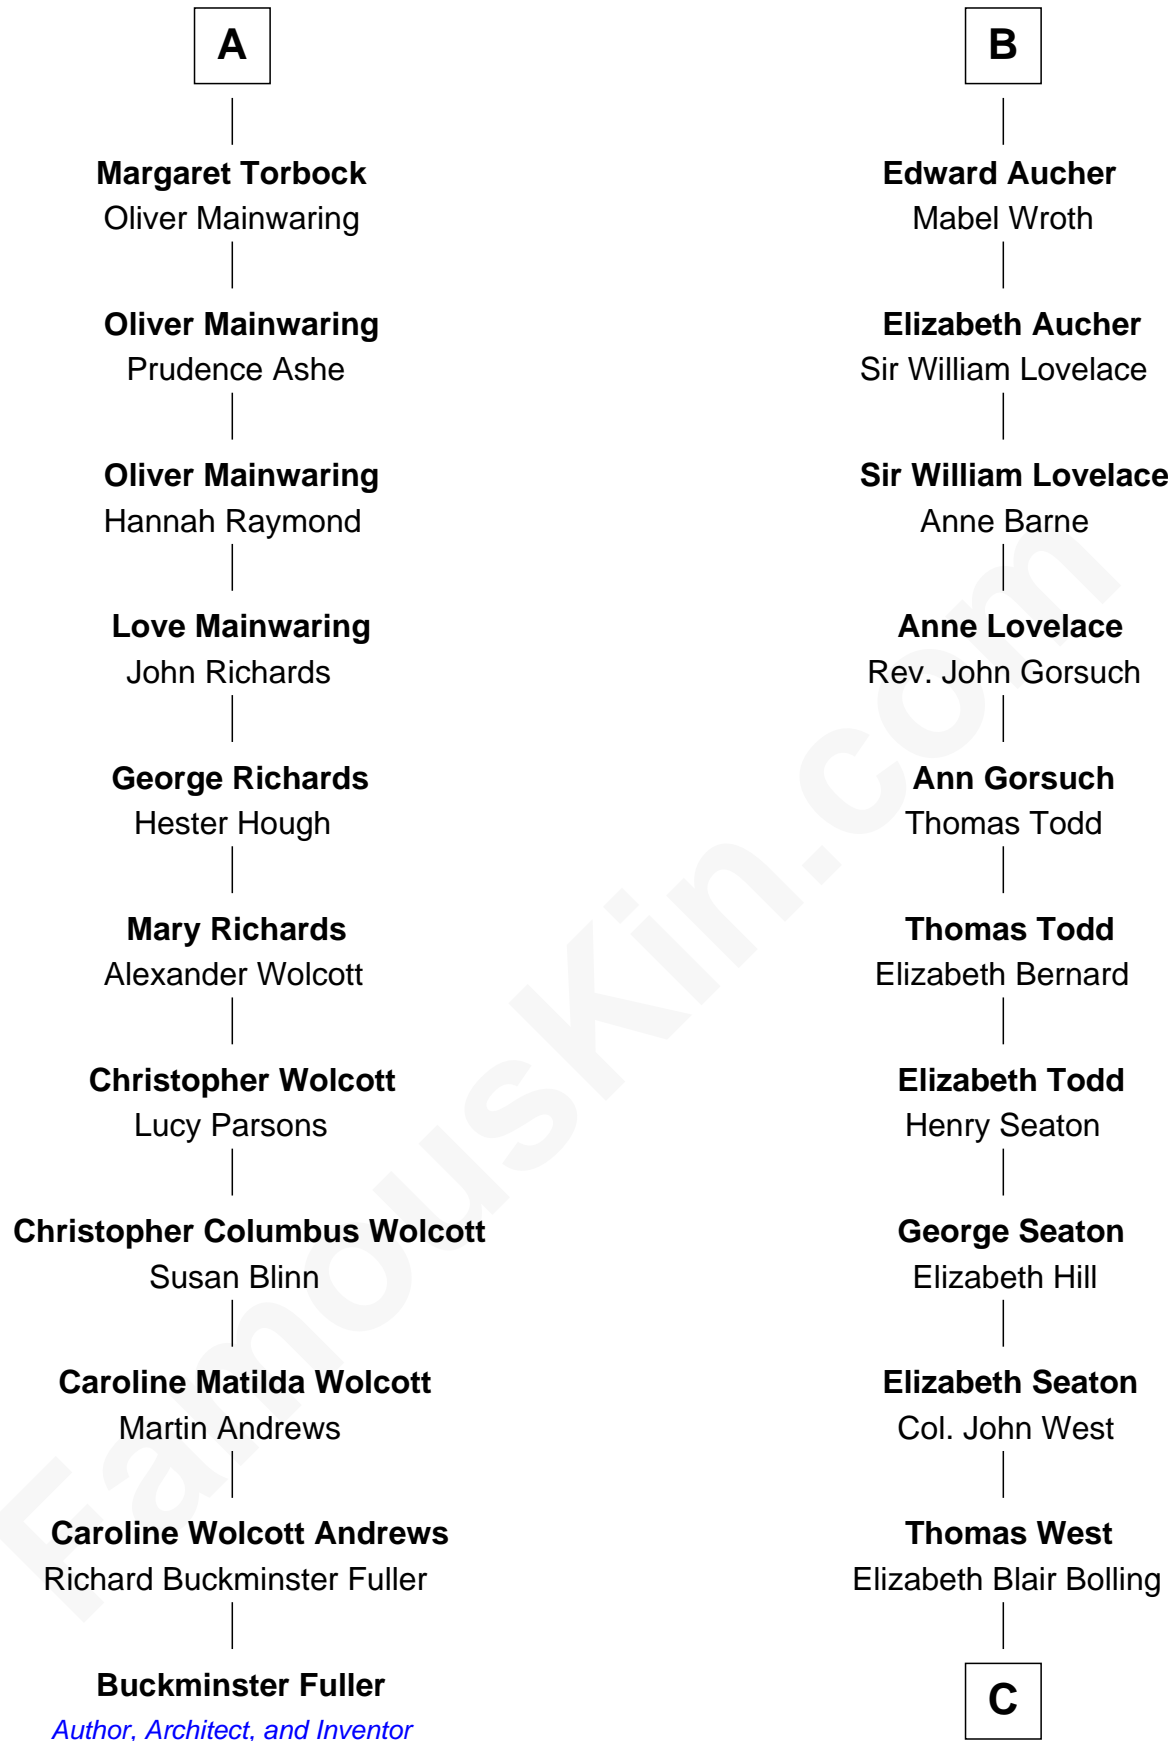 A
Margaret Torbock
Oliver Mainwaring
Oliver Mainwaring
Prudence Ashe
Oliver Mainwaring
Hannah Raymond
Love Mainwaring
John Richards
George Richards
Hester Hough
Mary Richards
Alexander Wolcott
Christopher Wolcott
Lucy Parsons
Christopher Columbus Wolcott
Susan Blinn
Caroline Matilda Wolcott
Martin Andrews
Caroline Wolcott Andrews
Richard Buckminster Fuller
Buckminster Fuller
Author, Architect, and Inventor
B
Edward Aucher
Mabel Wroth
Elizabeth Aucher
Sir William Lovelace
Sir William Lovelace
Anne Barne
Anne Lovelace
Rev. John Gorsuch
Ann Gorsuch
Thomas Todd
Thomas Todd
Elizabeth Bernard
Elizabeth Todd
Henry Seaton
George Seaton
Elizabeth Hill
Elizabeth Seaton
Col. John West
Thomas West
Elizabeth Blair Bolling
C
FamousKin.com